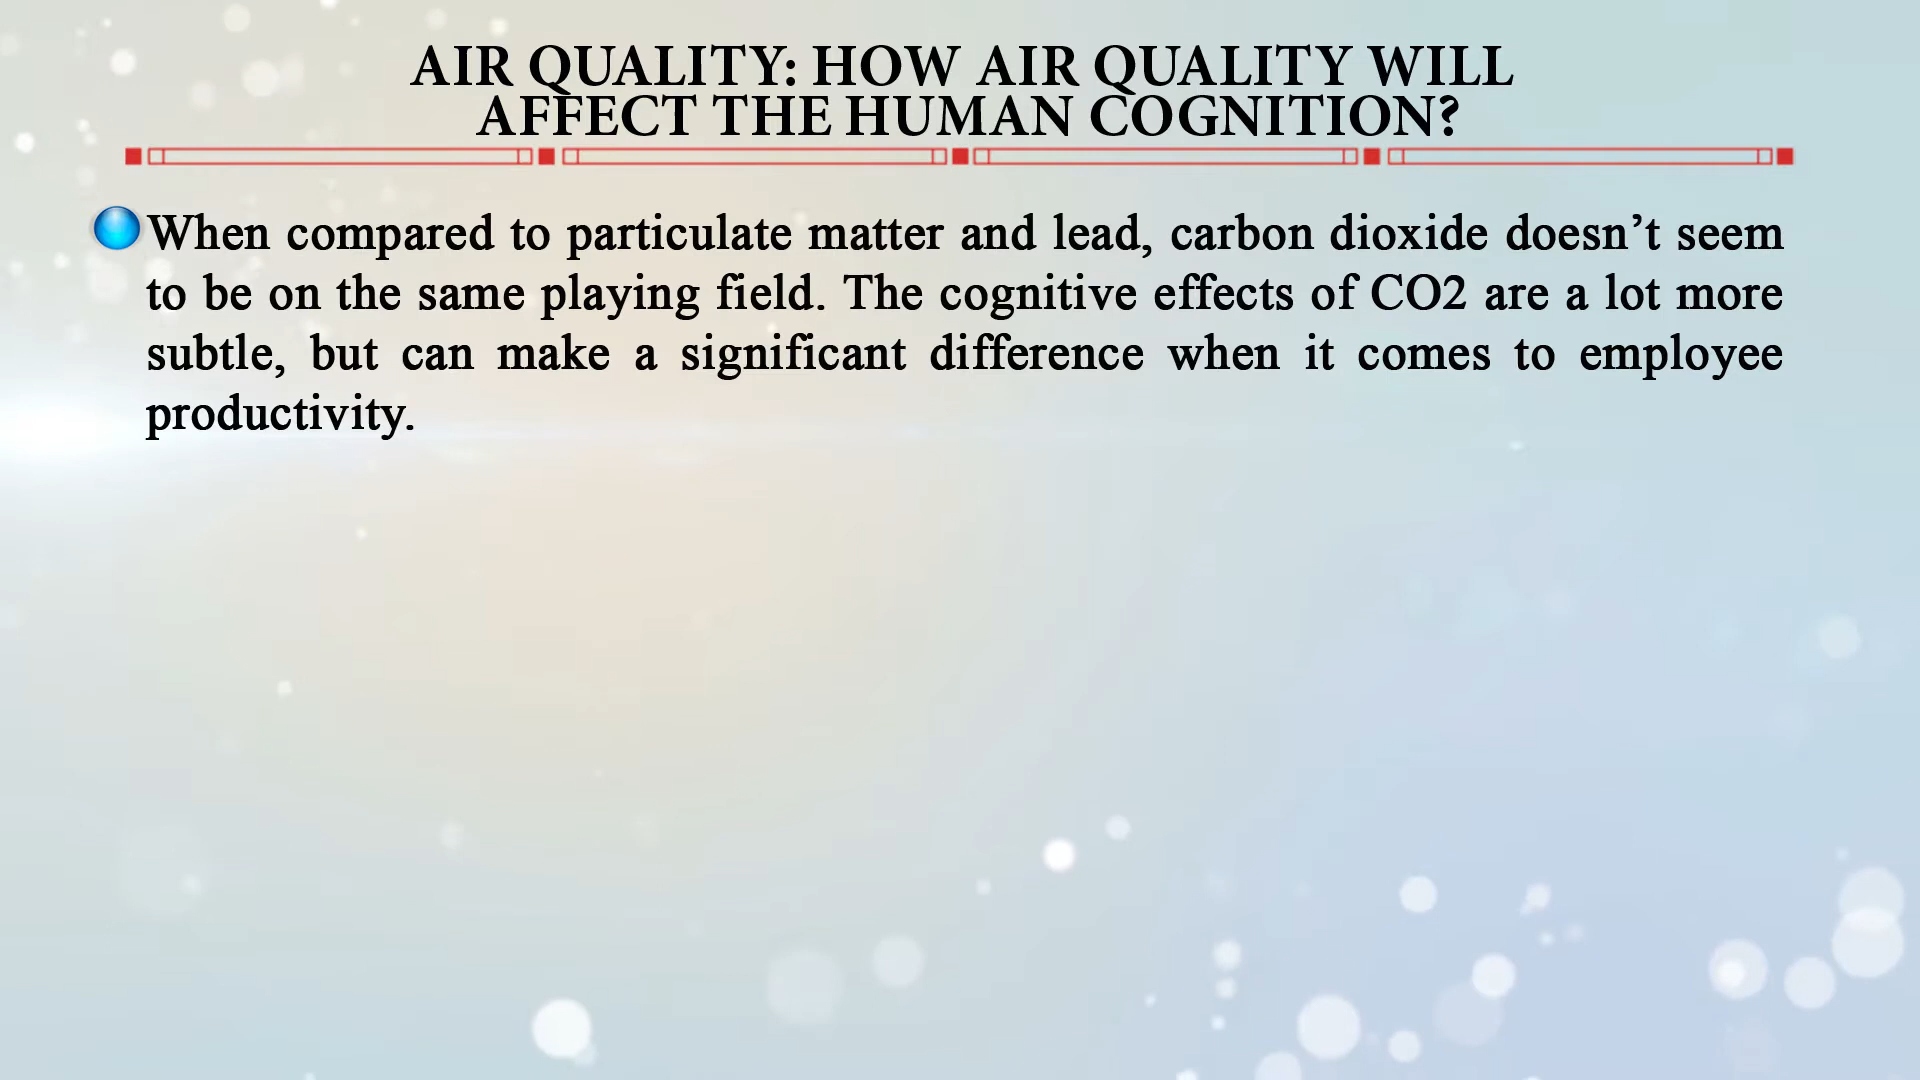 AIR QUALITY: HOW AIR QUALITY WILL
AFFECT THE HUMAN COGNITION?
When compared to particulate matter and lead, carbon dioxide doesn’t seem
to be on the same playing field. The cognitive effects of CO2 are a lot more
subtle, but can make a significant difference when it comes to employee
productivity.